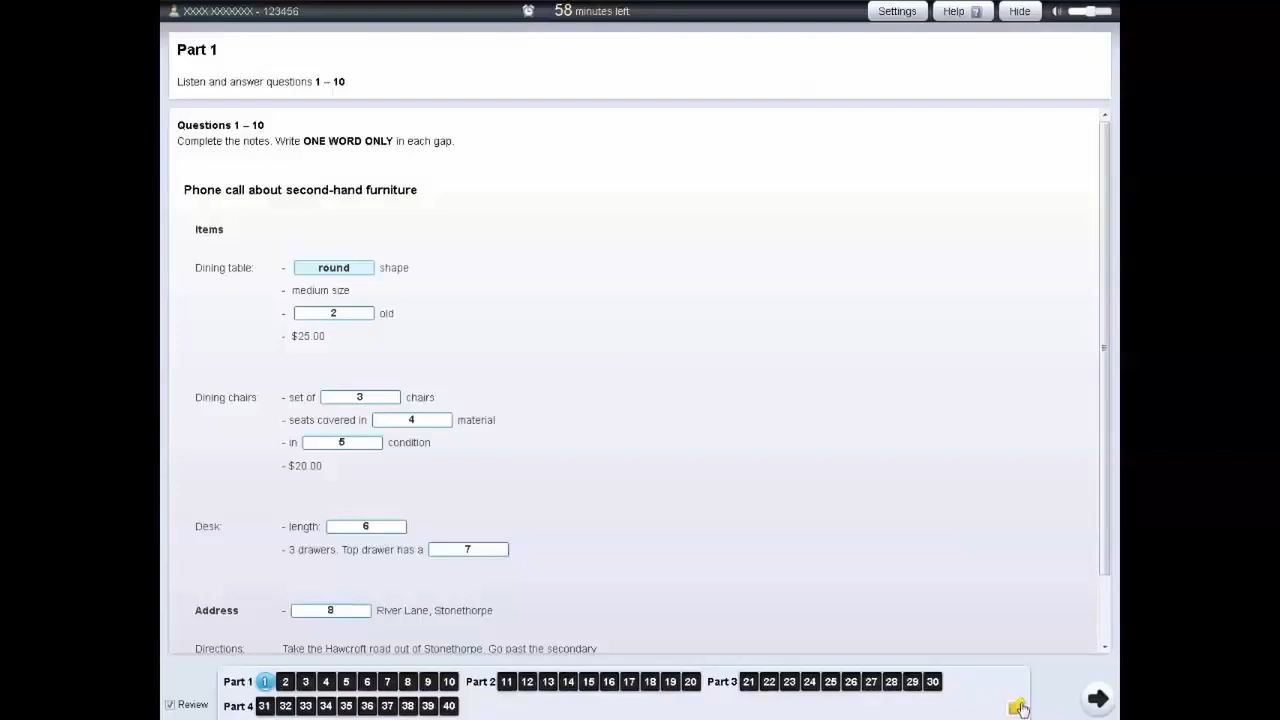 XXXX XXXXXXX - 123456
58 minutes left
Settings
Help ?
Hide
Part 1
Listen and answer questions 1 – 10
Questions 1 – 10
Complete the notes. Write ONE WORD ONLY in each gap.
Phone call about second-hand furniture
Items
Dining table: - round shape
- medium size
- 2 old
- $25.00
Dining chairs: - set of 3 chairs
- seats covered in 4 material
- in 5 condition
- $20.00
Desk: - length: 6
- 3 drawers. Top drawer has a 7
Address - 8 River Lane, Stonethorpe
Directions: Take the Hawcroft road out of Stonethorpe. Go past the secondary
Part 1 1 2 3 4 5 6 7 8 9 10 Part 2 11 12 13 14 15 16 17 18 19 20 Part 3 21 22 23 24 25 26 27 28 29 30
Review
Part 4 31 32 33 34 35 36 37 38 39 40